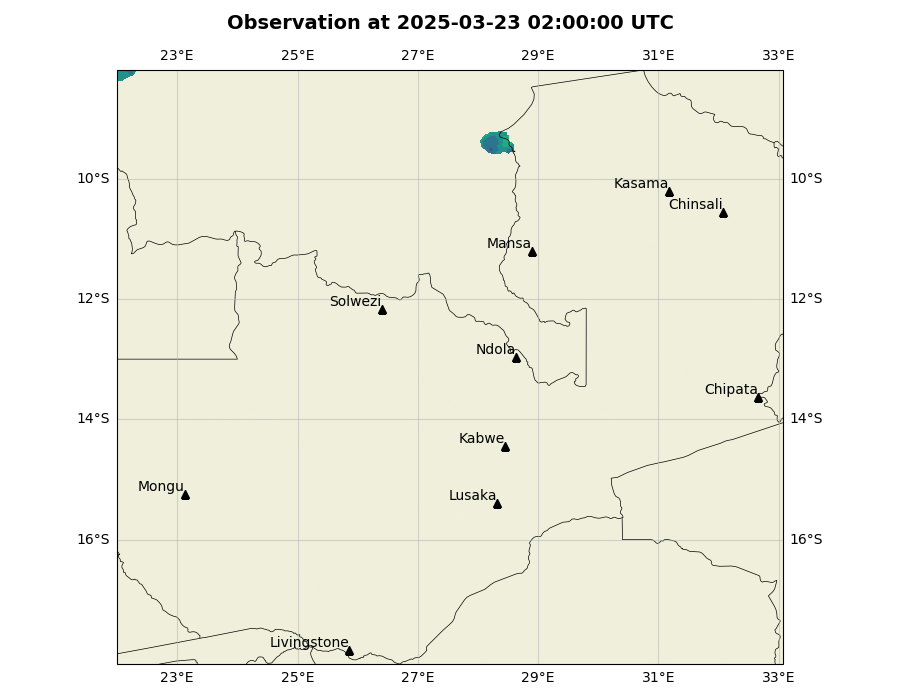 Observation at 2025-03-23 02:00:00 UTC
23°E 25°E 27°E 29°E 31°E 33°E
10°S 10°S
Kasama
Chinsali
Mansa
12°S 12°S
Solwezi
Ndola
Chipata
14°S 14°S
Kabwe
Mongu
Lusaka
16°S 16°S
Livingstone
23°E 25°E 27°E 29°E 31°E 33°E